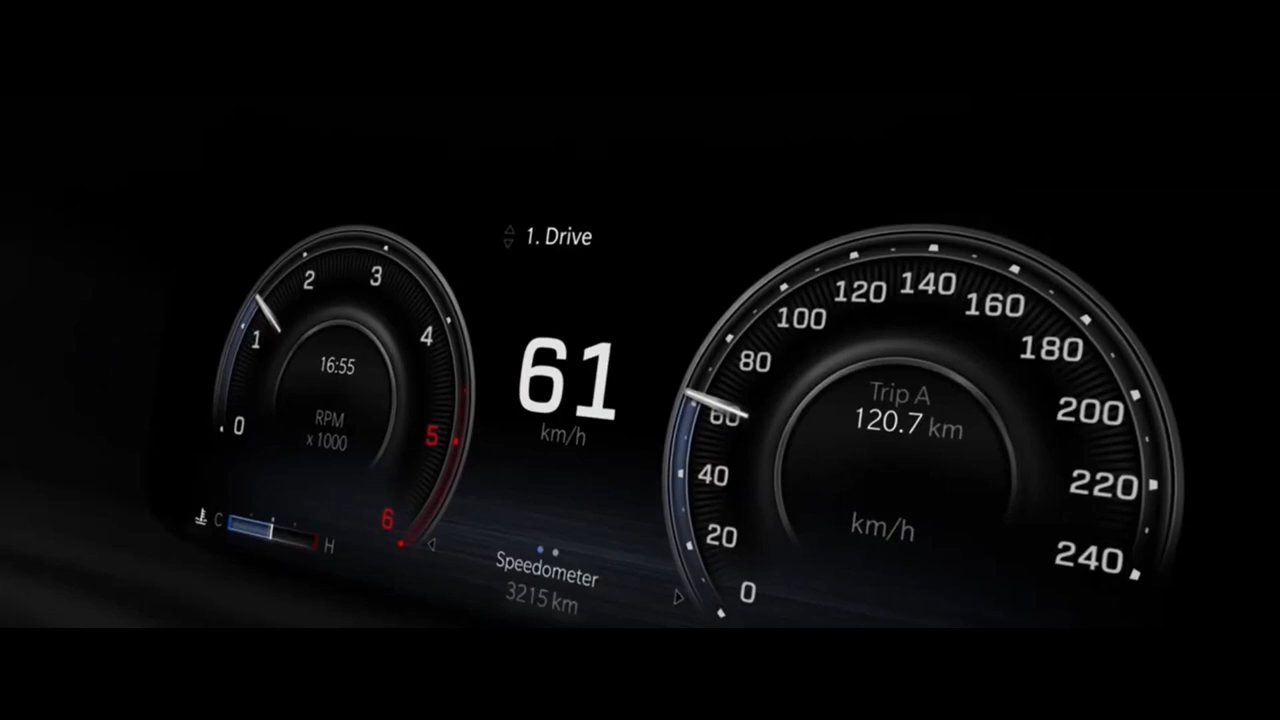 1. Drive
0
1
2
3
4
5
6
16:55
RPM
x 1000
C
H
61
km/h
Speedometer
3215 km
0
20
40
60
80
100
120
140
160
180
200
220
240
Trip A
120.7 km
km/h